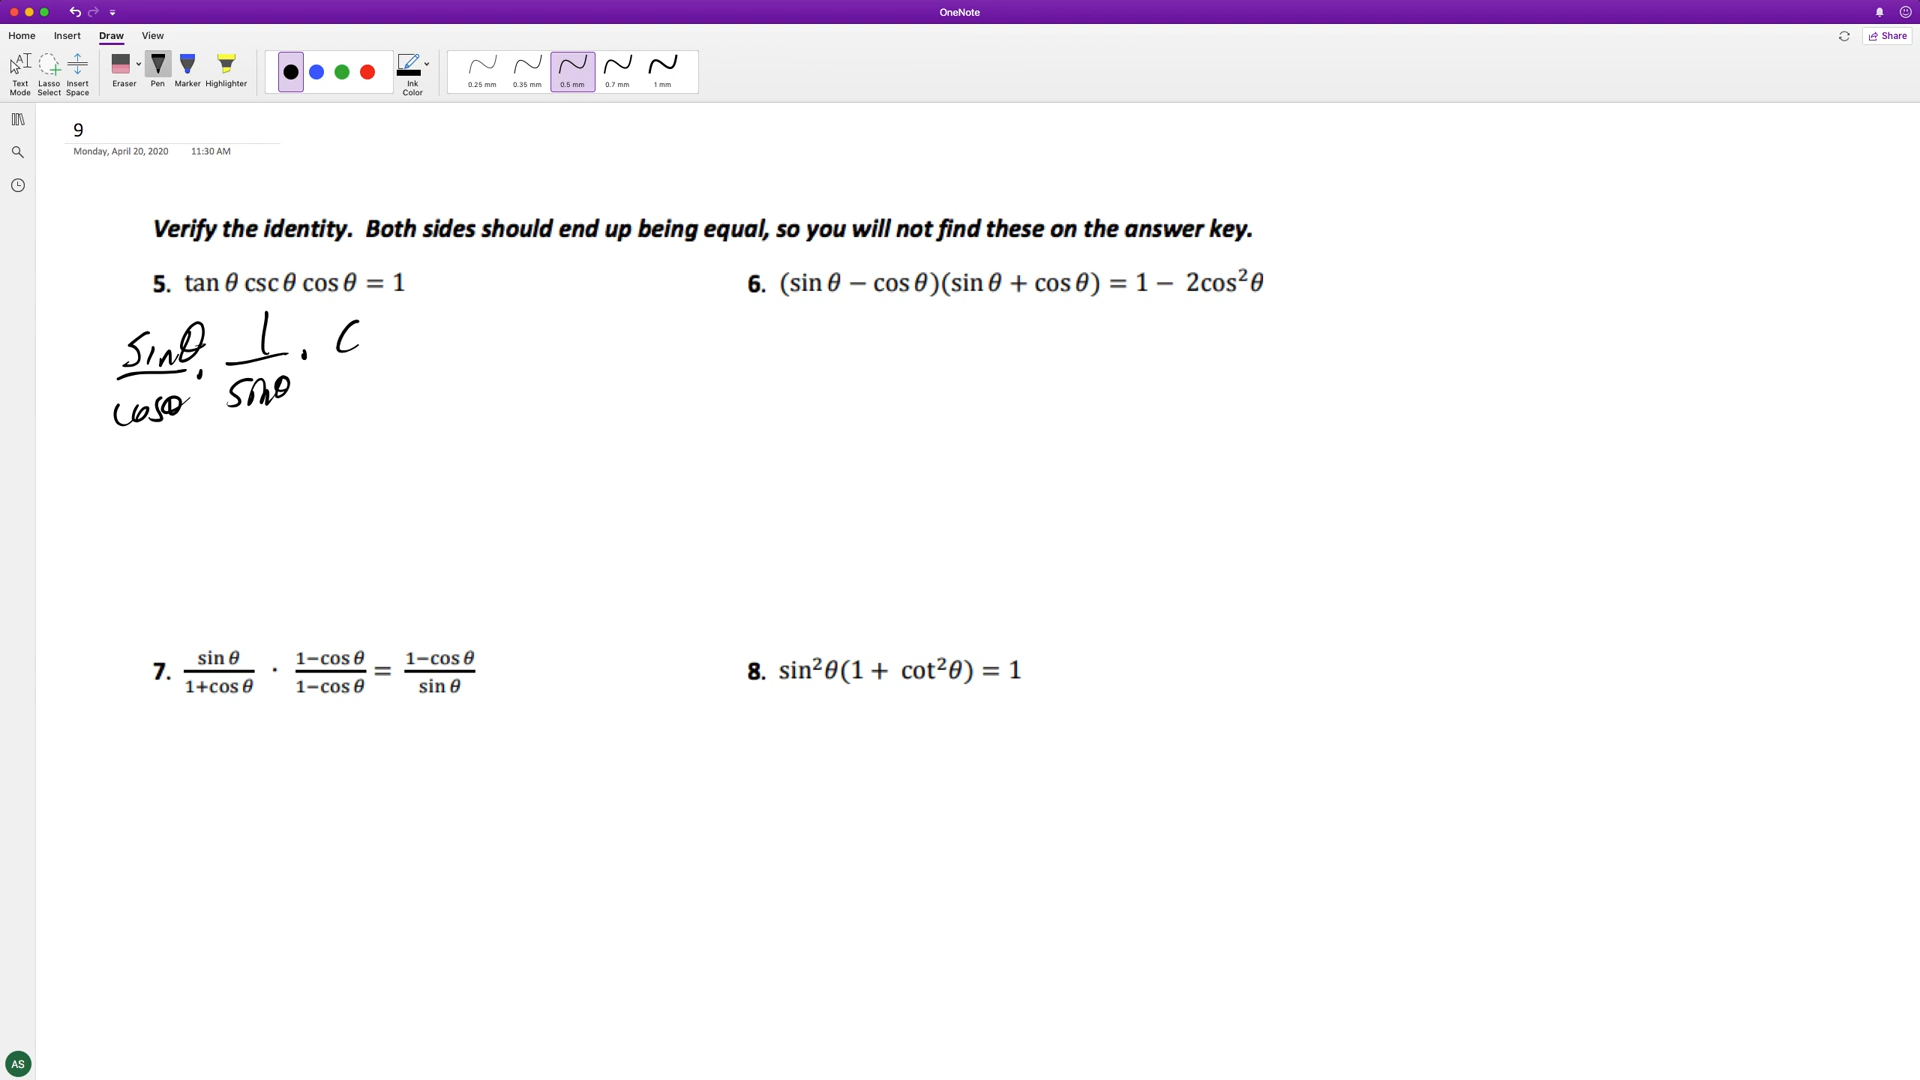 OneNote
Home Insert Draw View
Share
Text Mode
Lasso Select
Insert Space
Eraser
Pen
Marker
Highlighter
Ink Color
0.25 mm
0.35 mm
0.5 mm
0.7 mm
1 mm
9
Monday, April 20, 2020 11:30 AM
Verify the identity. Both sides should end up being equal, so you will not find these on the answer key.
5. tan θ csc θ cos θ = 1
6. (sin θ − cos θ)(sin θ + cos θ) = 1 − 2cos²θ
sinθ/cosθ · 1/sinθ · c
7. sin θ/1+cos θ · 1−cos θ/1−cos θ = 1−cos θ/sin θ
8. sin²θ(1 + cot²θ) = 1
AS